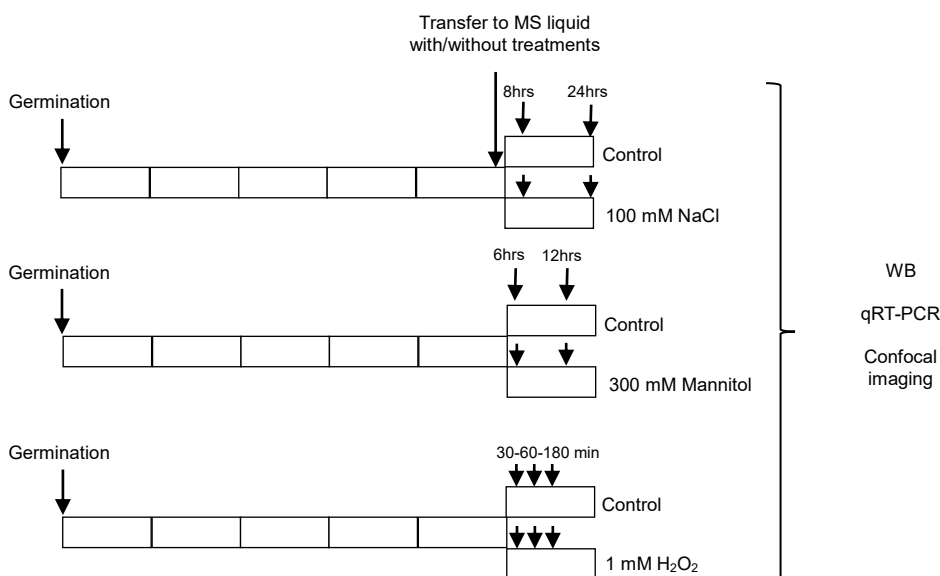 Transfer to MS liquid
with/without treatments
Germination
8hrs
24hrs
Control
100 mM NaCl
Germination
6hrs
12hrs
Control
300 mM Mannitol
Germination
30-60-180 min
Control
1 mM H₂O₂
WB
qRT-PCR
Confocal
imaging